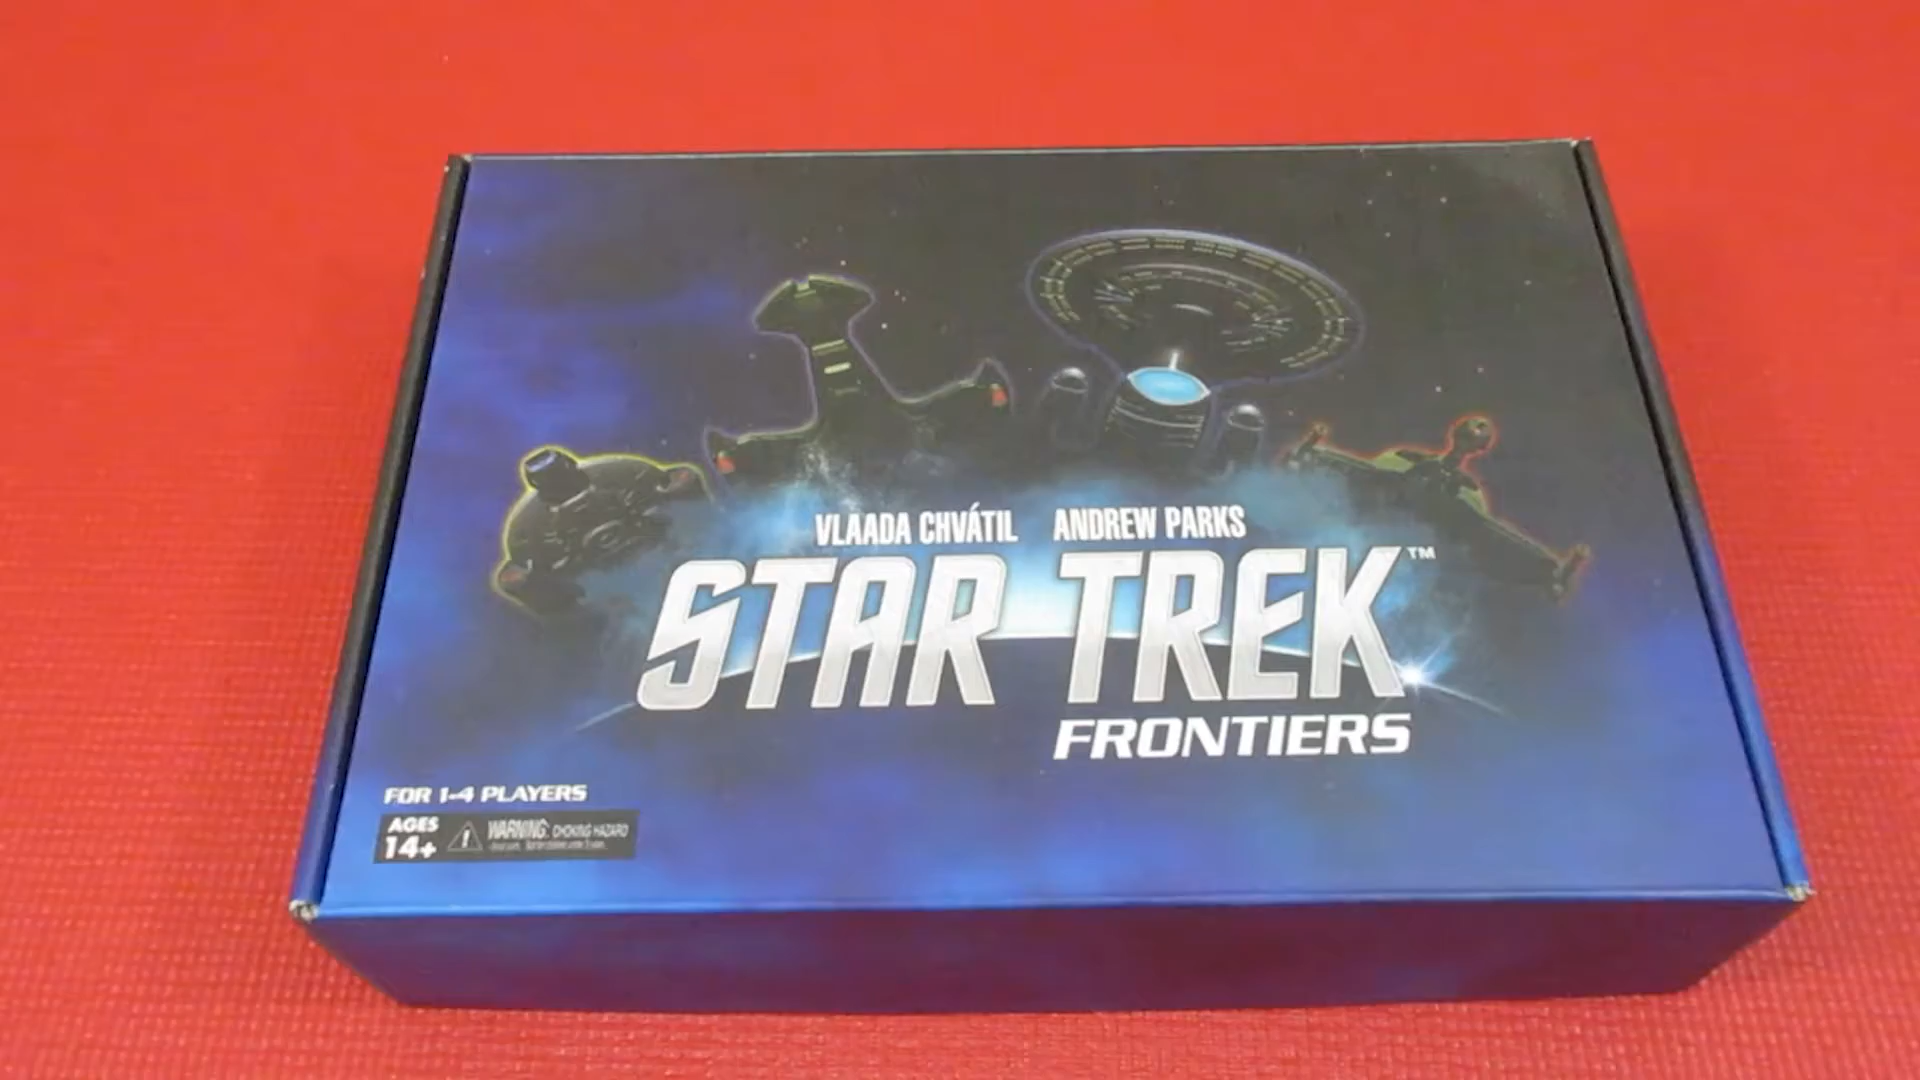 VLAADA CHVÁTIL ANDREW PARKS
STAR TREK™
FRONTIERS
FOR 1-4 PLAYERS
AGES
14+
WARNING: CHOKING HAZARD